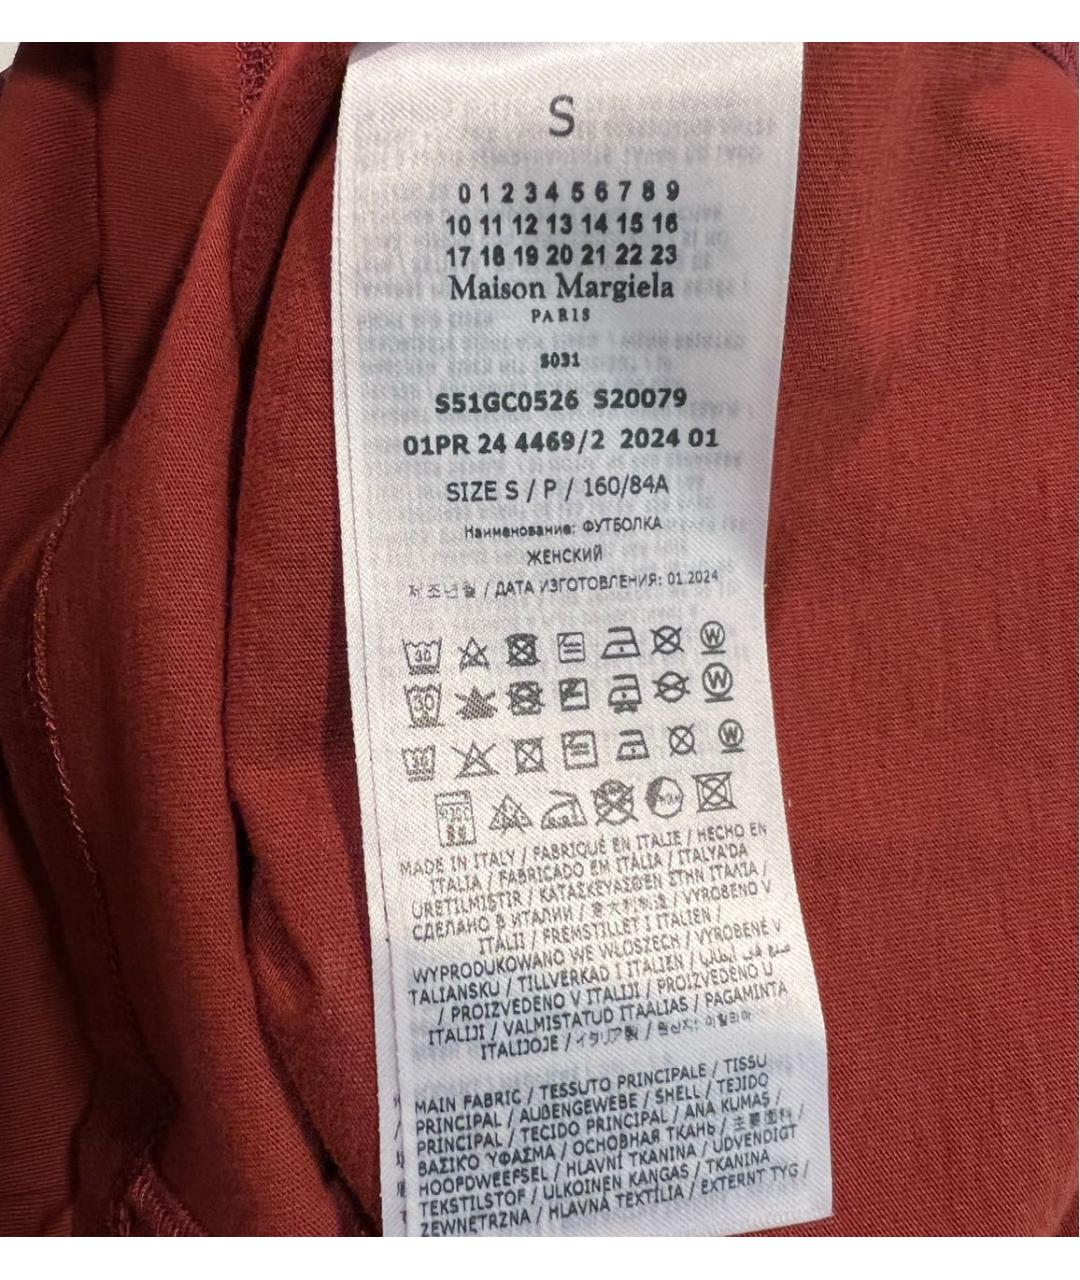 S
0 1 2 3 4 5 6 7 8 9
10 11 12 13 14 15 16
17 18 19 20 21 22 23
Maison Margiela
PARIS
S031
S51GC0526 S20079
01PR 24 4469/2 2024 01
SIZE S / P / 160/84A
Наименование: ФУТБОЛКА
ЖЕНСКИЙ
제조년월 / ДАТА ИЗГОТОВЛЕНИЯ: 01.2024
30 W
30 W
30 W
MADE IN ITALY / FABRIQUÉ EN ITALIE / HECHO EN
ITALIA / FABRICADO EM ITÁLIA / ITALYA'DA
ÜRETILMISTIR / ΚΑΤΑΣΚΕΥΑΣΘΕΝ ΣΤΗΝ ΙΤΑΛΙΑ /
СДЕЛАНО В ИТАЛИИ / 意大利制造 / VYROBENO V
ITÁLII / FREMSTILLET I ITALIEN /
WYPRODUKOWANO WE WŁOSZECH / VYROBENÉ V
TALIANSKU / TILLVERKAD I ITALIEN / صنع في ايطاليا
/ PROIZVEDENO V ITALIJI / PROIZVEDENO U
ITALIJI / VALMISTATUD ITAALIAS / PAGAMINTA
ITALIJOJE / イタリア製 / 원산지: 이탈리아
MAIN FABRIC / TESSUTO PRINCIPALE / TISSU
PRINCIPAL / AUßENGEWEBE / SHELL / TEJIDO
PRINCIPAL / TECIDO PRINCIPAL / ANA KUMAŞ /
ΒΑΣΙΚΟ ΥΦΑΣΜΑ / ОСНОВНАЯ ТКАНЬ / 主要面料 /
HOOFDWEEFSEL / HLAVNÍ TKANINA / UDVENDIGT
TEKSTILSTOF / ULKOINEN KANGAS / TKANINA
ZEWNĘTRZNA / HLAVNÁ TEXTÍLIA / EXTERNT TYG /